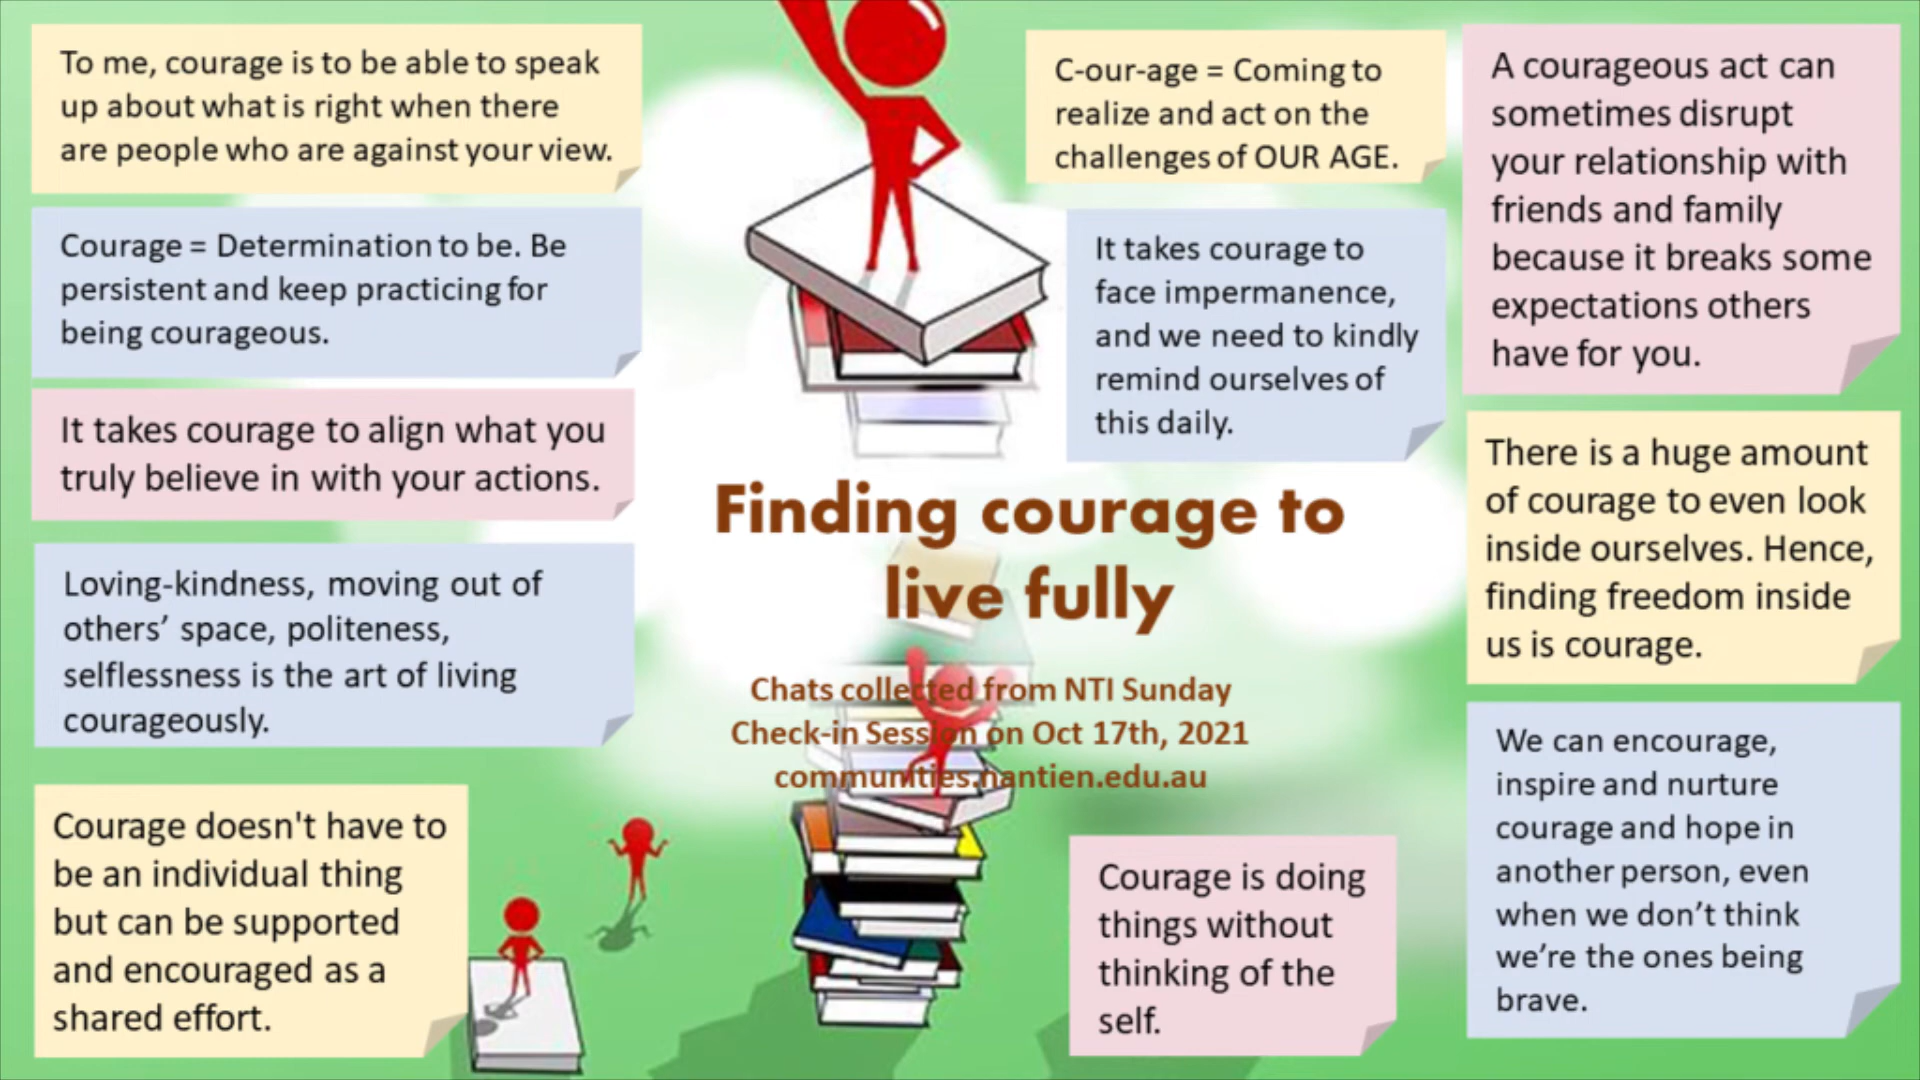 To me, courage is to be able to speak
up about what is right when there
are people who are against your view.
Courage = Determination to be. Be
persistent and keep practicing for
being courageous.
It takes courage to align what you
truly believe in with your actions.
Loving-kindness, moving out of
others’ space, politeness,
selflessness is the art of living
courageously.
Courage doesn't have to
be an individual thing
but can be supported
and encouraged as a
shared effort.
Finding courage to
live fully
Chats collected from NTI Sunday
Check-in Session on Oct 17th, 2021
communities.nantien.edu.au
C-our-age = Coming to
realize and act on the
challenges of OUR AGE.
It takes courage to
face impermanence,
and we need to kindly
remind ourselves of
this daily.
Courage is doing
things without
thinking of the
self.
A courageous act can
sometimes disrupt
your relationship with
friends and family
because it breaks some
expectations others
have for you.
There is a huge amount
of courage to even look
inside ourselves. Hence,
finding freedom inside
us is courage.
We can encourage,
inspire and nurture
courage and hope in
another person, even
when we don’t think
we’re the ones being
brave.